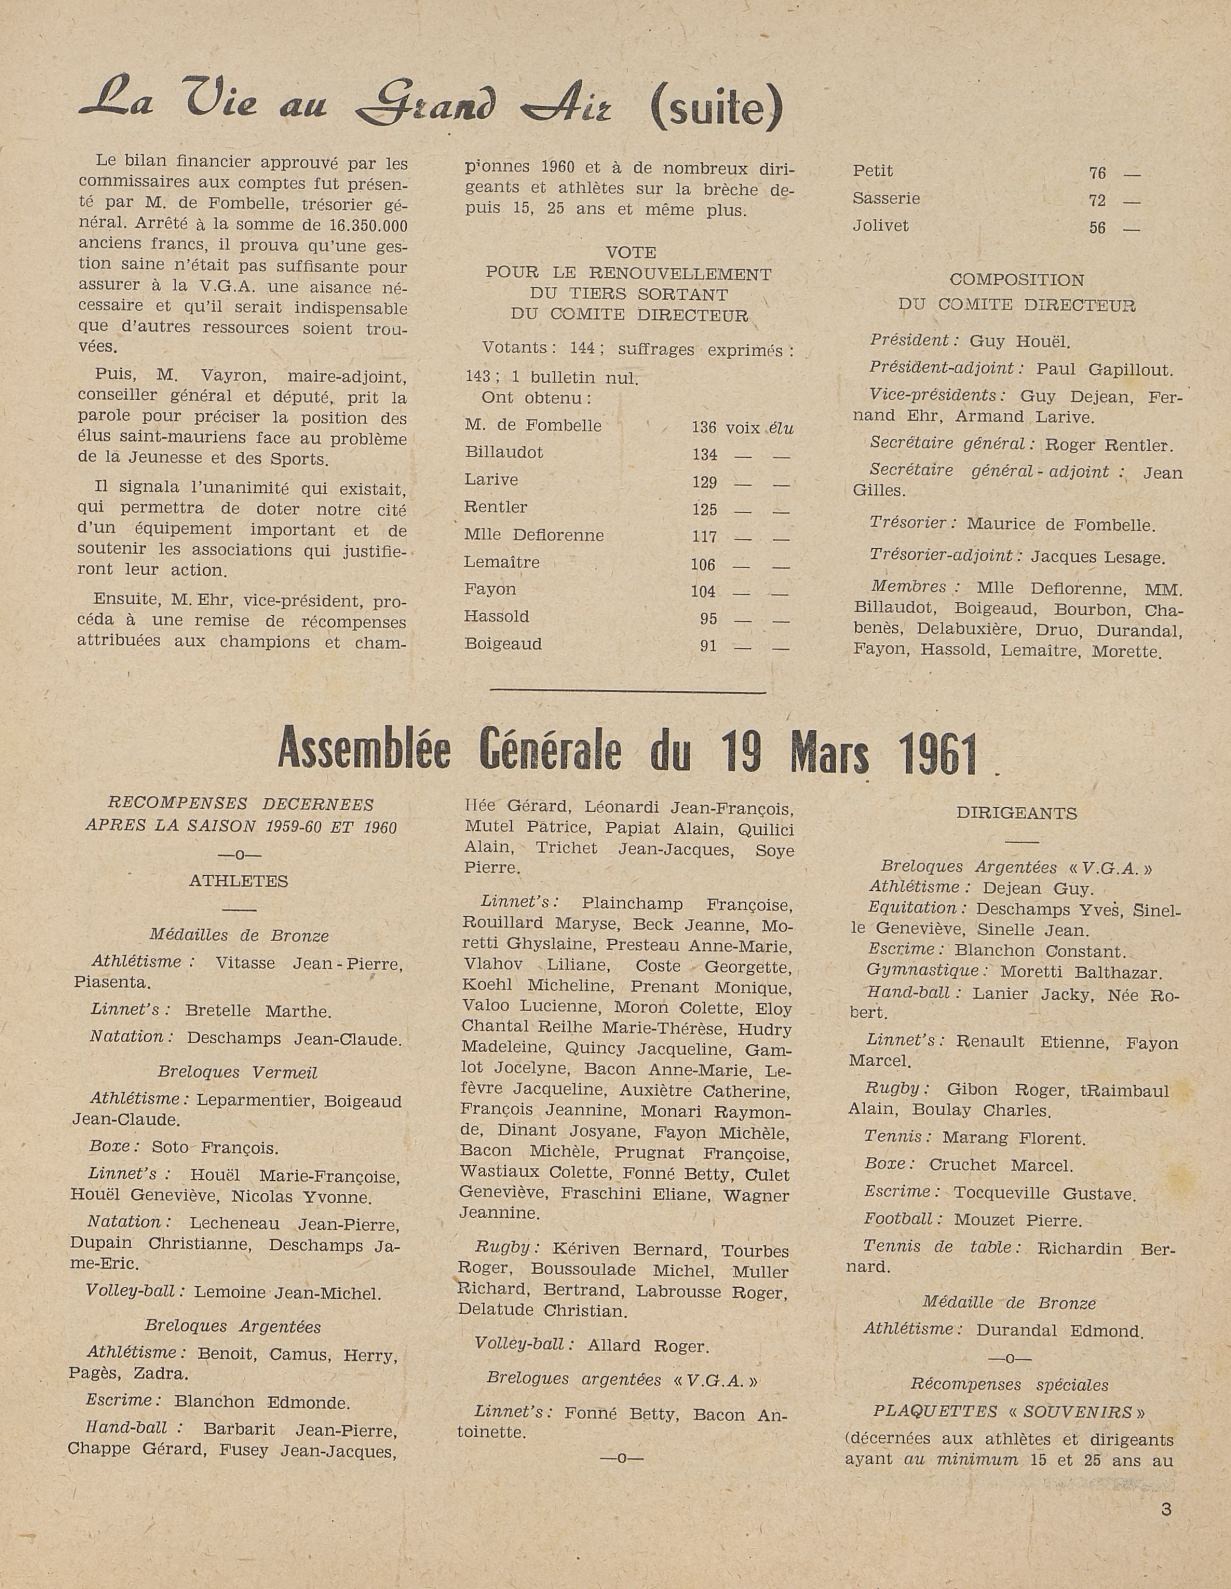 La Vie au Grand Air (suite)
Le bilan financier approuvé par les
commissaires aux comptes fut présen-
té par M. de Fombelle, trésorier gé-
néral. Arrêté à la somme de 16.350.000
anciens francs, il prouva qu'une ges-
tion saine n'était pas suffisante pour
assurer à la V.G.A. une aisance né-
cessaire et qu'il serait indispensable
que d'autres ressources soient trou-
vées.
Puis, M. Vayron, maire-adjoint,
conseiller général et député, prit la
parole pour préciser la position des
élus saint-mauriens face au problème
de la Jeunesse et des Sports.
Il signala l'unanimité qui existait,
qui permettra de doter notre cité
d'un équipement important et de
soutenir les associations qui justifie-
ront leur action.
Ensuite, M. Ehr, vice-président, pro-
céda à une remise de récompenses
attribuées aux champions et cham-
pionnes 1960 et à de nombreux diri-
geants et athlètes sur la brèche de-
puis 15, 25 ans et même plus.
VOTE
POUR LE RENOUVELLEMENT
DU TIERS SORTANT
DU COMITE DIRECTEUR
Votants : 144 ; suffrages exprimés :
143 ; 1 bulletin nul.
Ont obtenu :
M. de Fombelle 136 voix élu
Billaudot 134 — —
Larive 129 — —
Rentler 125 — —
Mlle Deflorenne 117 — —
Lemaître 106 — —
Fayon 104 — —
Hassold 95 — —
Boigeaud 91 — —
Petit 76 —
Sasserie 72 —
Jolivet 56 —
COMPOSITION
DU COMITE DIRECTEUR
Président : Guy Houël.
Président-adjoint : Paul Gapillout.
Vice-présidents : Guy Dejean, Fer-
nand Ehr, Armand Larive.
Secrétaire général : Roger Rentler.
Secrétaire général-adjoint : Jean
Gilles.
Trésorier : Maurice de Fombelle.
Trésorier-adjoint : Jacques Lesage.
Membres : Mlle Deflorenne, MM.
Billaudot, Boigeaud, Bourbon, Cha-
benès, Delabuxière, Druo, Durandal,
Fayon, Hassold, Lemaître, Morette.
Assemblée Générale du 19 Mars 1961
RECOMPENSES DECERNEES
APRES LA SAISON 1959-60 ET 1960
—o—
ATHLETES
Médailles de Bronze
Athlétisme : Vitasse Jean-Pierre,
Piasenta.
Linnet's : Bretelle Marthe.
Natation : Deschamps Jean-Claude.
Breloques Vermeil
Athlétisme : Leparmentier, Boigeaud
Jean-Claude.
Boxe : Soto François.
Linnet's : Houël Marie-Françoise,
Houël Geneviève, Nicolas Yvonne.
Natation : Lecheneau Jean-Pierre,
Dupain Christianne, Deschamps Ja-
me-Eric.
Volley-ball : Lemoine Jean-Michel.
Breloques Argentées
Athlétisme : Benoit, Camus, Herry,
Pagès, Zadra.
Escrime : Blanchon Edmonde.
Hand-ball : Barbarit Jean-Pierre,
Chappe Gérard, Fusey Jean-Jacques,
Hée Gérard, Léonardi Jean-François,
Mutel Patrice, Papiat Alain, Quilici
Alain, Trichet Jean-Jacques, Soye
Pierre.
Linnet's : Plainchamp Françoise,
Rouillard Maryse, Beck Jeanne, Mo-
retti Ghyslaine, Presteau Anne-Marie,
Vlahov Liliane, Coste Georgette,
Koehl Micheline, Prenant Monique,
Valoo Lucienne, Moron Colette, Eloy
Chantal Reilhe Marie-Thérèse, Hudry
Madeleine, Quincy Jacqueline, Gam-
lot Jocelyne, Bacon Anne-Marie, Le-
fèvre Jacqueline, Auxiètre Catherine,
François Jeannine, Monari Raymon-
de, Dinant Josyane, Fayon Michèle,
Bacon Michèle, Prugnat Françoise,
Wastiaux Colette, Fonné Betty, Culet
Geneviève, Fraschini Eliane, Wagner
Jeannine.
Rugby : Kériven Bernard, Tourbes
Roger, Boussoulade Michel, Muller
Richard, Bertrand, Labrousse Roger,
Delatude Christian.
Volley-ball : Allard Roger.
Brelogues argentées « V.G.A. »
Linnet's : Fonné Betty, Bacon An-
toinette.
—o—
DIRIGEANTS
Breloques Argentées « V.G.A. »
Athlétisme : Dejean Guy.
Equitation : Deschamps Yves, Sinel-
le Geneviève, Sinelle Jean.
Escrime : Blanchon Constant.
Gymnastique : Moretti Balthazar.
Hand-ball : Lanier Jacky, Née Ro-
bert.
Linnet's : Renault Etienne, Fayon
Marcel.
Rugby : Gibon Roger, tRaimbaul
Alain, Boulay Charles.
Tennis : Marang Florent.
Boxe : Cruchet Marcel.
Escrime : Tocqueville Gustave.
Football : Mouzet Pierre.
Tennis de table : Richardin Ber-
nard.
Médaille de Bronze
Athlétisme : Durandal Edmond.
—o—
Récompenses spéciales
PLAQUETTES « SOUVENIRS »
(décernées aux athlètes et dirigeants
ayant au minimum 15 et 25 ans au
3